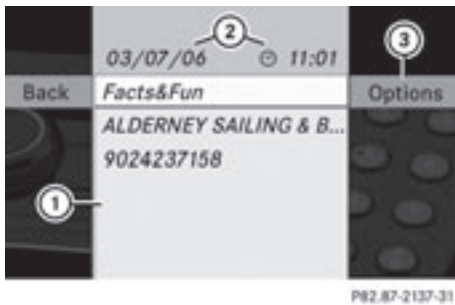 2
03/07/06 11:01
3
Back Facts&Fun Options
ALDERNEY SAILING & B...
9024237158
1
P82.87-2137-31